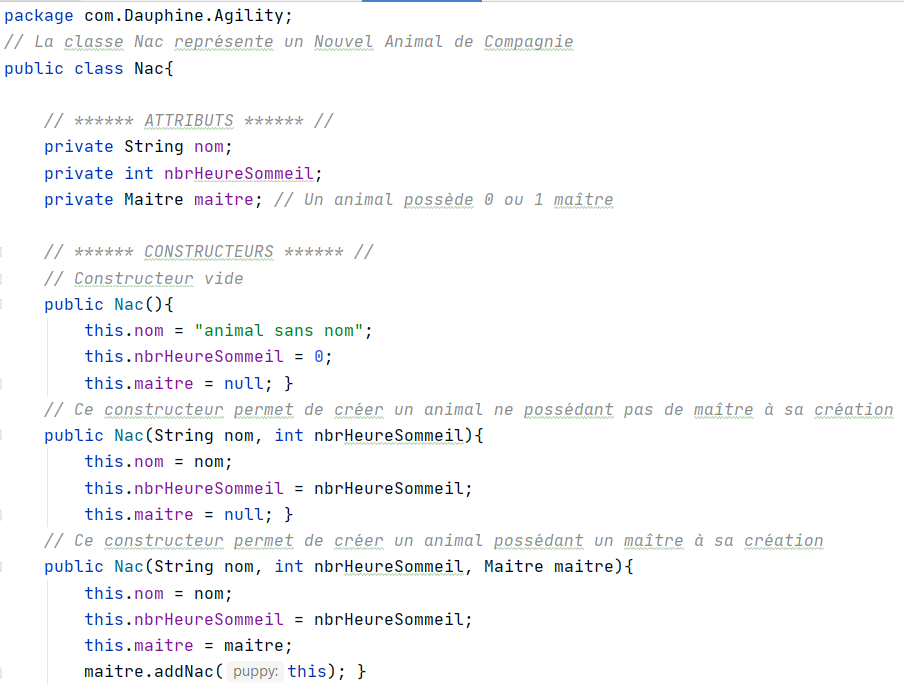 package com.Dauphine.Agility;
// La classe Nac représente un Nouvel Animal de Compagnie
public class Nac{
// ****** ATTRIBUTS ****** //
private String nom;
private int nbrHeureSommeil;
private Maitre maitre; // Un animal possède 0 ou 1 maître
// ****** CONSTRUCTEURS ****** //
// Constructeur vide
public Nac(){
this.nom = "animal sans nom";
this.nbrHeureSommeil = 0;
this.maitre = null; }
// Ce constructeur permet de créer un animal ne possédant pas de maître à sa création
public Nac(String nom, int nbrHeureSommeil){
this.nom = nom;
this.nbrHeureSommeil = nbrHeureSommeil;
this.maitre = null; }
// Ce constructeur permet de créer un animal possédant un maître à sa création
public Nac(String nom, int nbrHeureSommeil, Maitre maitre){
this.nom = nom;
this.nbrHeureSommeil = nbrHeureSommeil;
this.maitre = maitre;
maitre.addNac( puppy: this); }